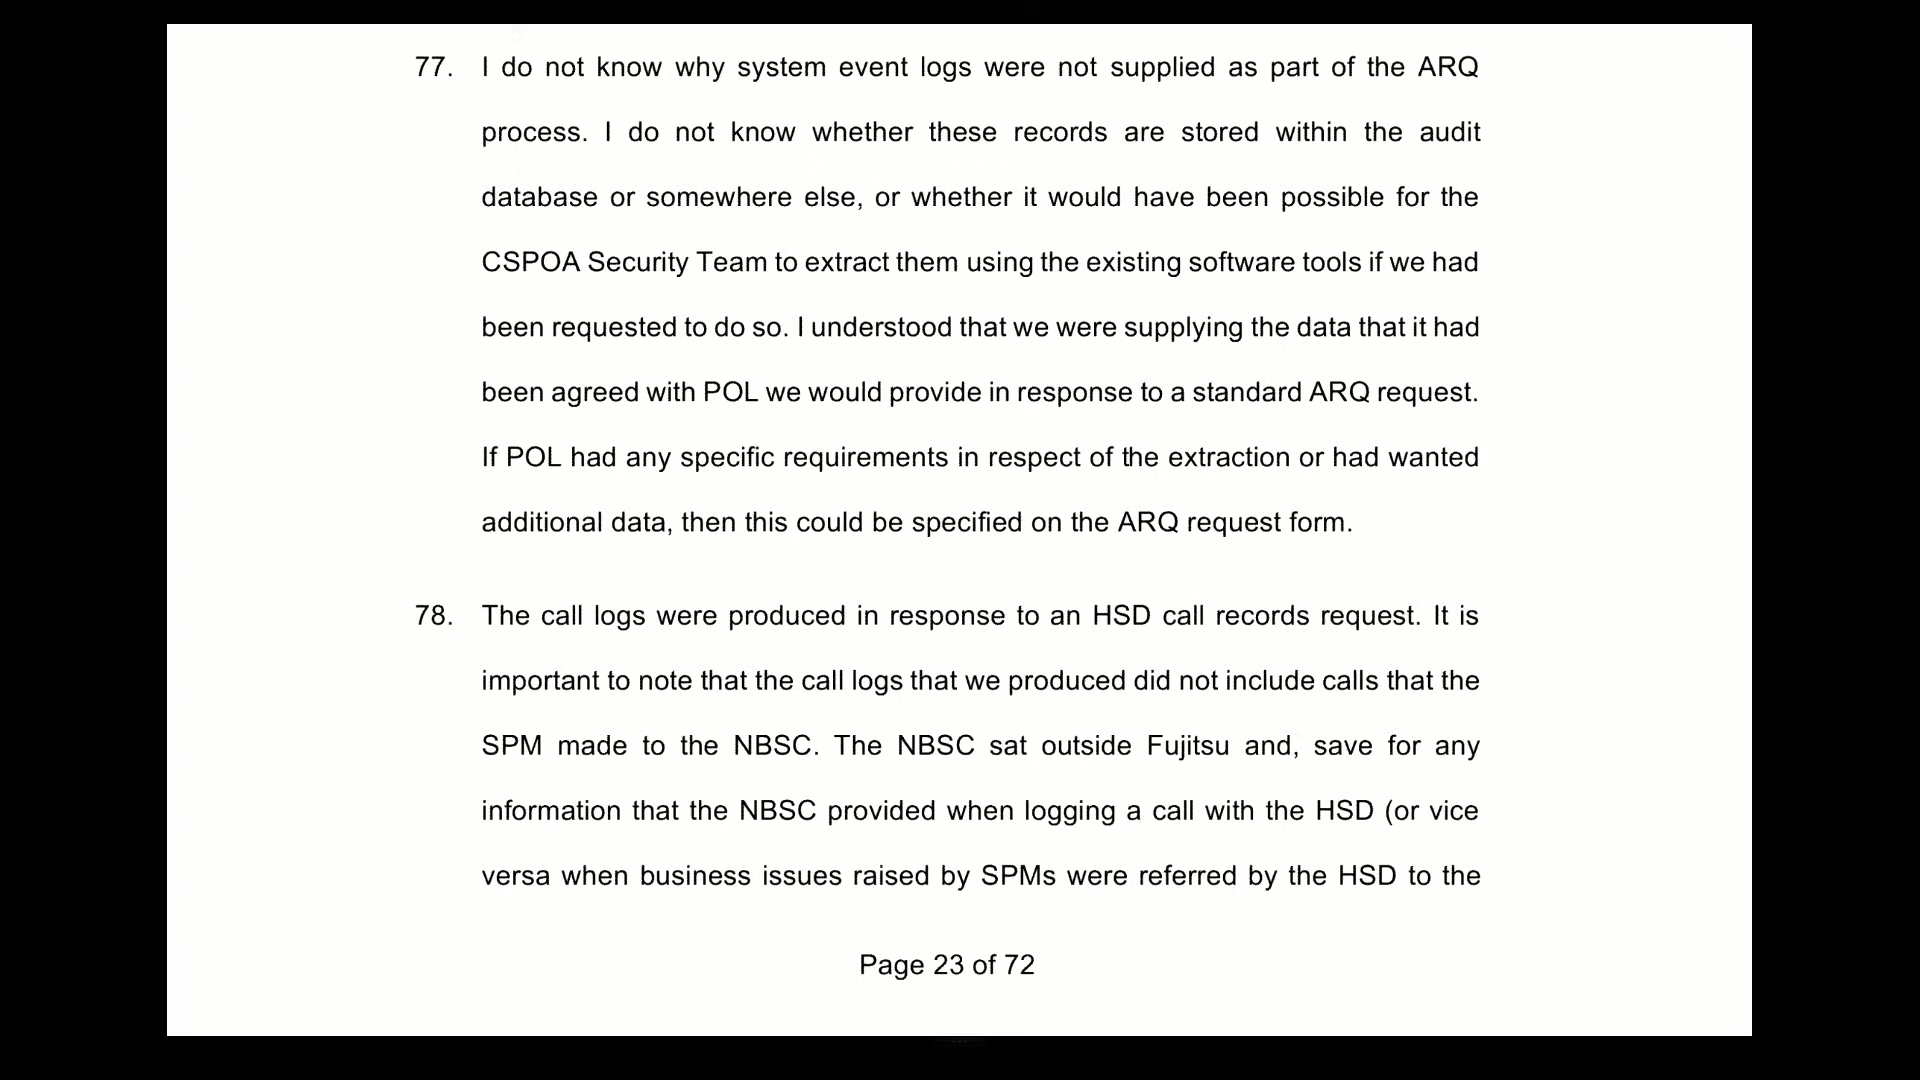 77. I do not know why system event logs were not supplied as part of the ARQ
process. I do not know whether these records are stored within the audit
database or somewhere else, or whether it would have been possible for the
CSPOA Security Team to extract them using the existing software tools if we had
been requested to do so. I understood that we were supplying the data that it had
been agreed with POL we would provide in response to a standard ARQ request.
If POL had any specific requirements in respect of the extraction or had wanted
additional data, then this could be specified on the ARQ request form.
78. The call logs were produced in response to an HSD call records request. It is
important to note that the call logs that we produced did not include calls that the
SPM made to the NBSC. The NBSC sat outside Fujitsu and, save for any
information that the NBSC provided when logging a call with the HSD (or vice
versa when business issues raised by SPMs were referred by the HSD to the
Page 23 of 72